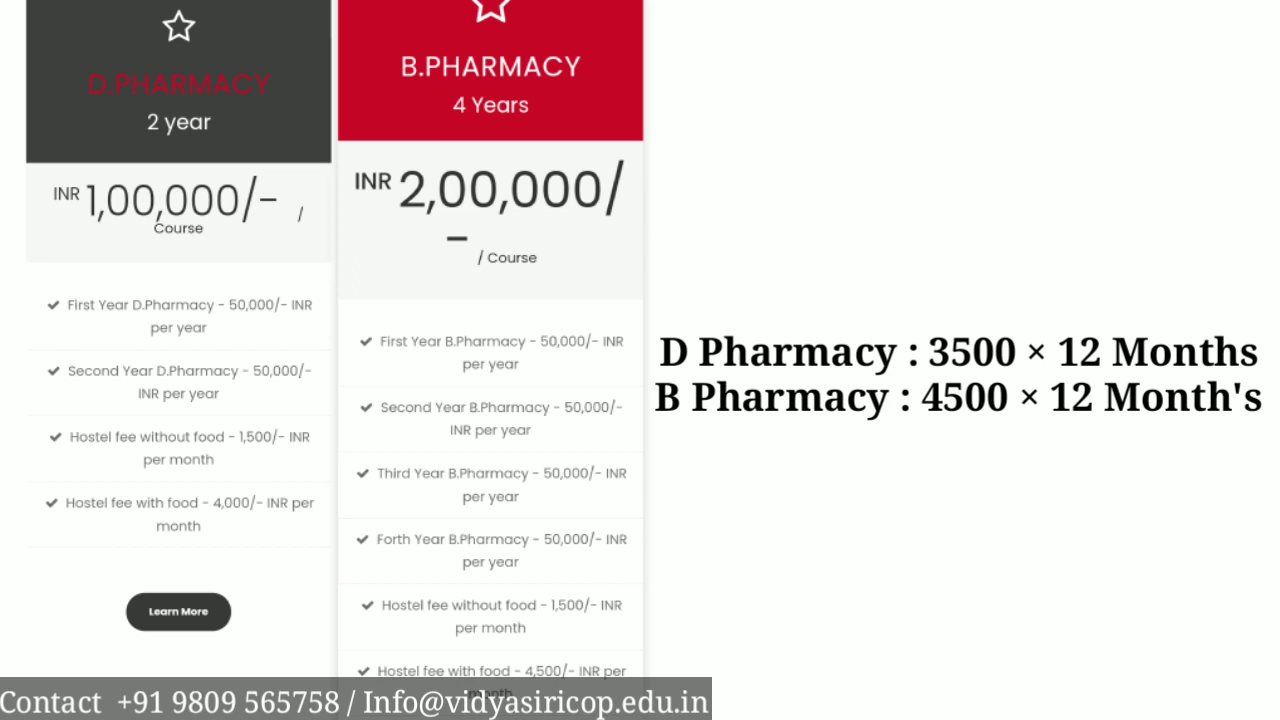 D.PHARMACY
2 year
INR 1,00,000/- /
Course
First Year D.Pharmacy - 50,000/- INR
per year
Second Year D.Pharmacy - 50,000/-
INR per year
Hostel fee without food - 1,500/- INR
per month
Hostel fee with food - 4,000/- INR per
month
Learn More
B.PHARMACY
4 Years
INR 2,00,000/
-
/ Course
First Year B.Pharmacy - 50,000/- INR
per year
Second Year B.Pharmacy - 50,000/-
INR per year
Third Year B.Pharmacy - 50,000/- INR
per year
Forth Year B.Pharmacy - 50,000/- INR
per year
Hostel fee without food - 1,500/- INR
per month
Hostel fee with food - 4,500/- INR per
month
D Pharmacy : 3500 × 12 Months
B Pharmacy : 4500 × 12 Month's
Contact +91 9809 565758 / Info@vidyasiricop.edu.in